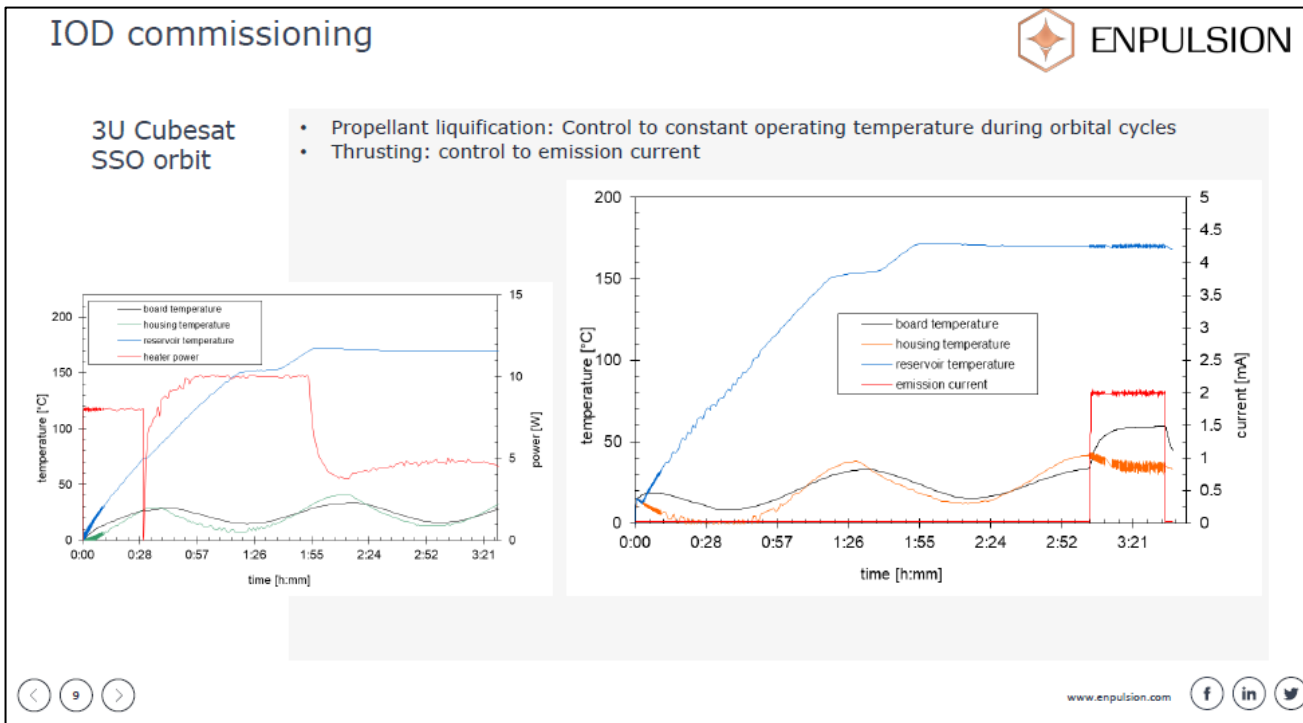 IOD commissioning
ENPULSION
3U Cubesat
SSO orbit
• Propellant liquification: Control to constant operating temperature during orbital cycles
• Thrusting: control to emission current
board temperature
housing temperature
reservoir temperature
heater power
temperature [°C]
200
150
100
50
0
15
10
5
0
power [W]
0:00 0:28 0:57 1:26 1:55 2:24 2:52 3:21
time [h:mm]
board temperature
housing temperature
reservoir temperature
emission current
temperature [°C]
200
150
100
50
0
5
4.5
4
3.5
3
2.5
2
1.5
1
0.5
0
current [mA]
0:00 0:28 0:57 1:26 1:55 2:24 2:52 3:21
time [h:mm]
9
www.enpulsion.com
f in